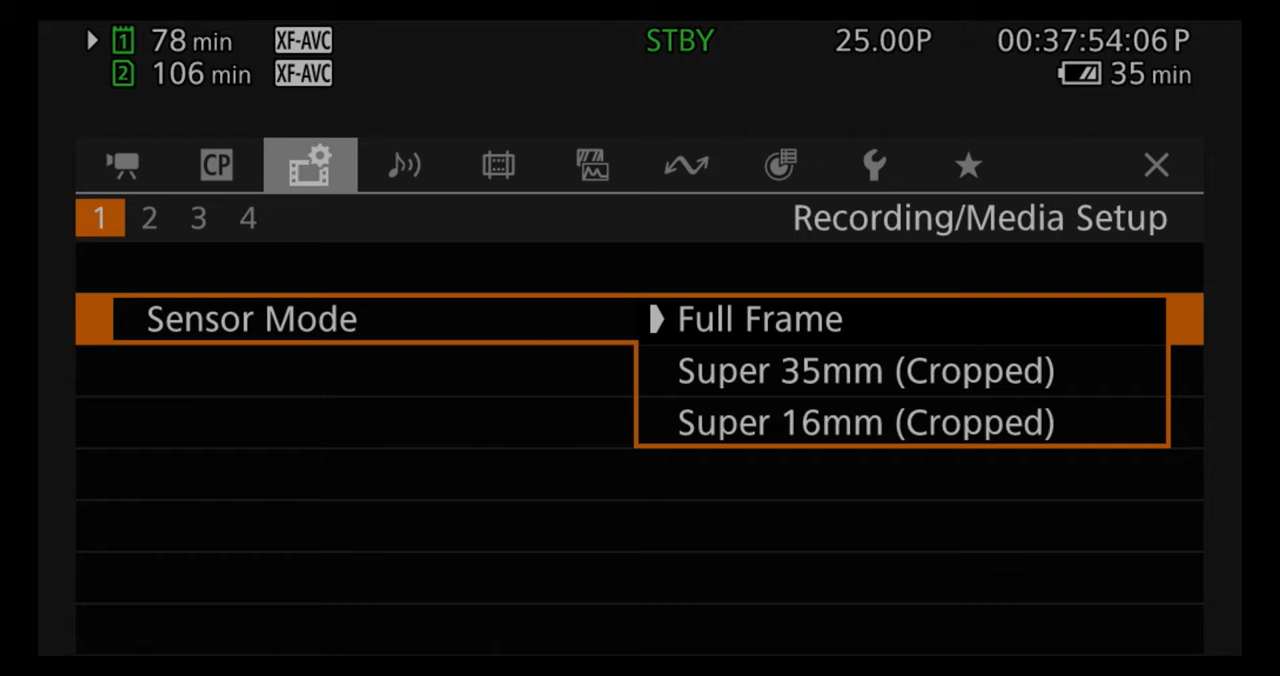 1 78 min XF-AVC STBY 25.00P 00:37:54:06 P
2 106 min XF-AVC 35 min
CP
1 2 3 4 Recording/Media Setup
Sensor Mode Full Frame
Super 35mm (Cropped)
Super 16mm (Cropped)